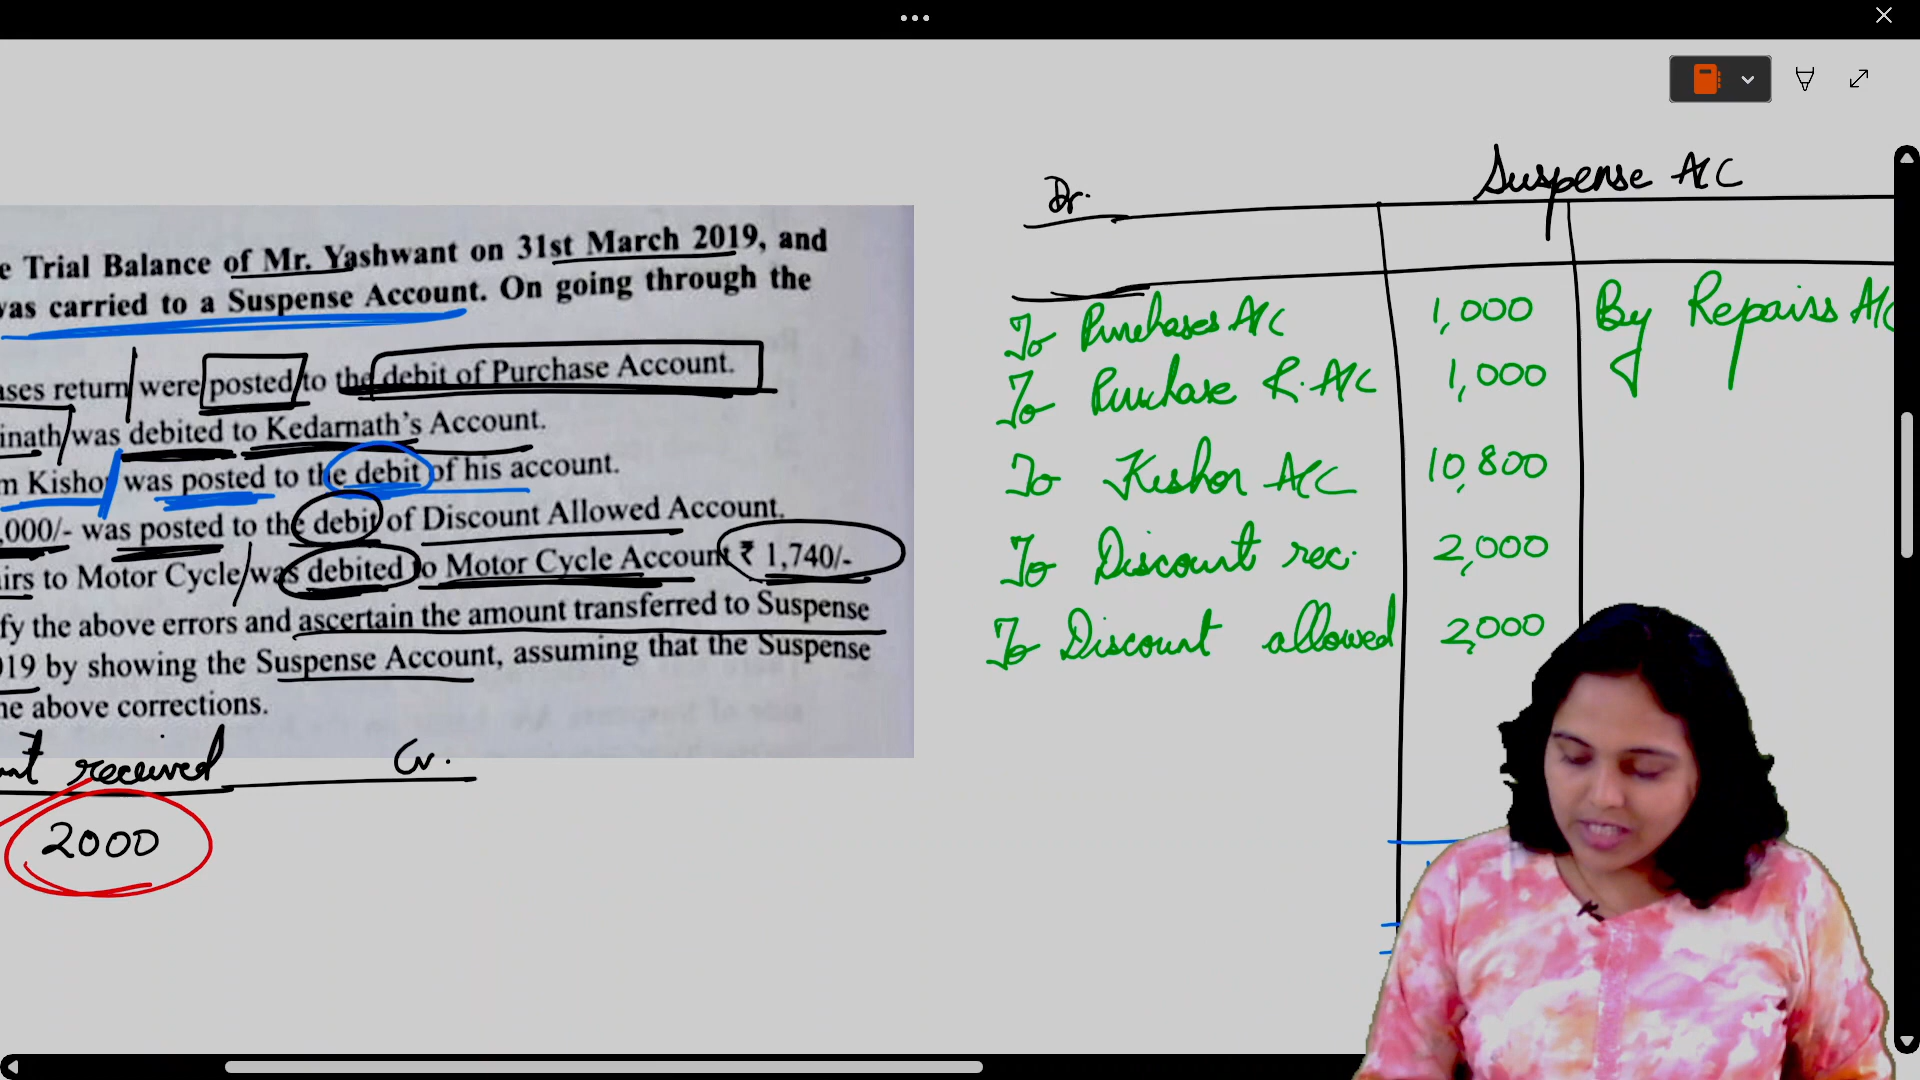 e Trial Balance of Mr. Yashwant on 31st March 2019, and
was carried to a Suspense Account. On going through the
ases return were posted to the debit of Purchase Account.
inath was debited to Kedarnath's Account.
m Kishor was posted to the debit of his account.
,000/- was posted to the debit of Discount Allowed Account.
airs to Motor Cycle was debited to Motor Cycle Account ₹ 1,740/-
fy the above errors and ascertain the amount transferred to Suspense
019 by showing the Suspense Account, assuming that the Suspense
he above corrections.
nt received Cr.
2000
Dr. Suspense A/C
To Purchases A/C 1,000 By Repairs A/C
To Purchase R. A/C 1,000
To Kishor A/C 10,800
To Discount rec. 2,000
To Discount allowed 2,000